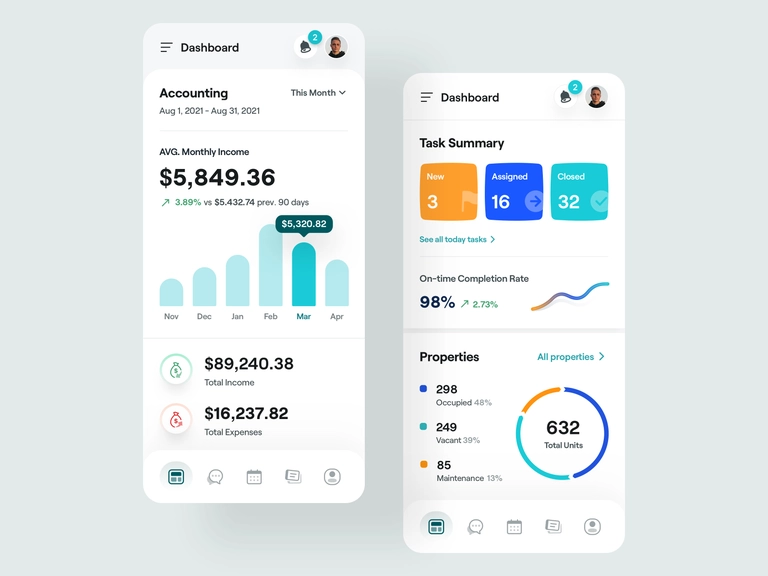 Dashboard
2
Accounting
This Month
Aug 1, 2021 - Aug 31, 2021
AVG. Monthly Income
$5,849.36
3.89% vs $5.432.74 prev. 90 days
$5,320.82
Nov Dec Jan Feb Mar Apr
$89,240.38
Total Income
$16,237.82
Total Expenses
Dashboard
2
Task Summary
New Assigned Closed
3 16 32
See all today tasks
On-time Completion Rate
98% 2.73%
Properties
All properties
298
Occupied 48%
249
Vacant 39%
85
Maintenance 13%
632
Total Units